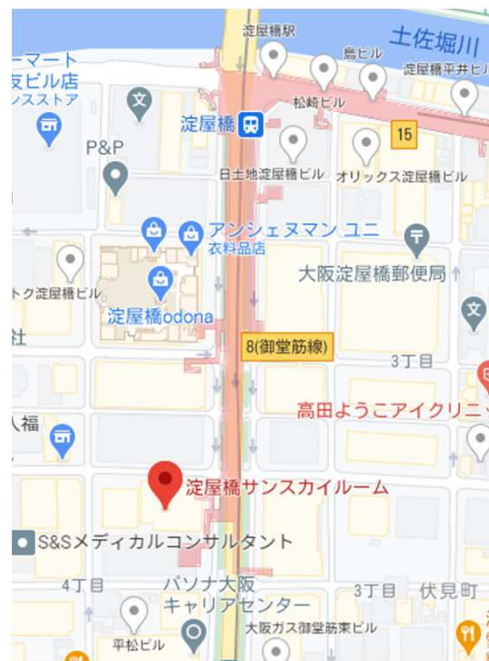 淀屋橋駅
土佐堀川
ーマート
友ビル店
ンスストア
島ビル
淀屋橋平井ビ
松崎ビル
淀屋橋
15
P&P
日土地淀屋橋ビル
オリックス淀屋橋ビル
アンシェヌマン ユニ
衣料品店
大阪淀屋橋郵便局
トク淀屋橋ビル
淀屋橋odona
社
8(御堂筋線)
3丁目
高田ようこアイクリニッ
八福
淀屋橋サンスカイルーム
S&Sメディカルコンサルタント
4丁目
パソナ大阪
キャリアセンター
3丁目
伏見町
平松ビル
大阪ガス御堂筋東ビル